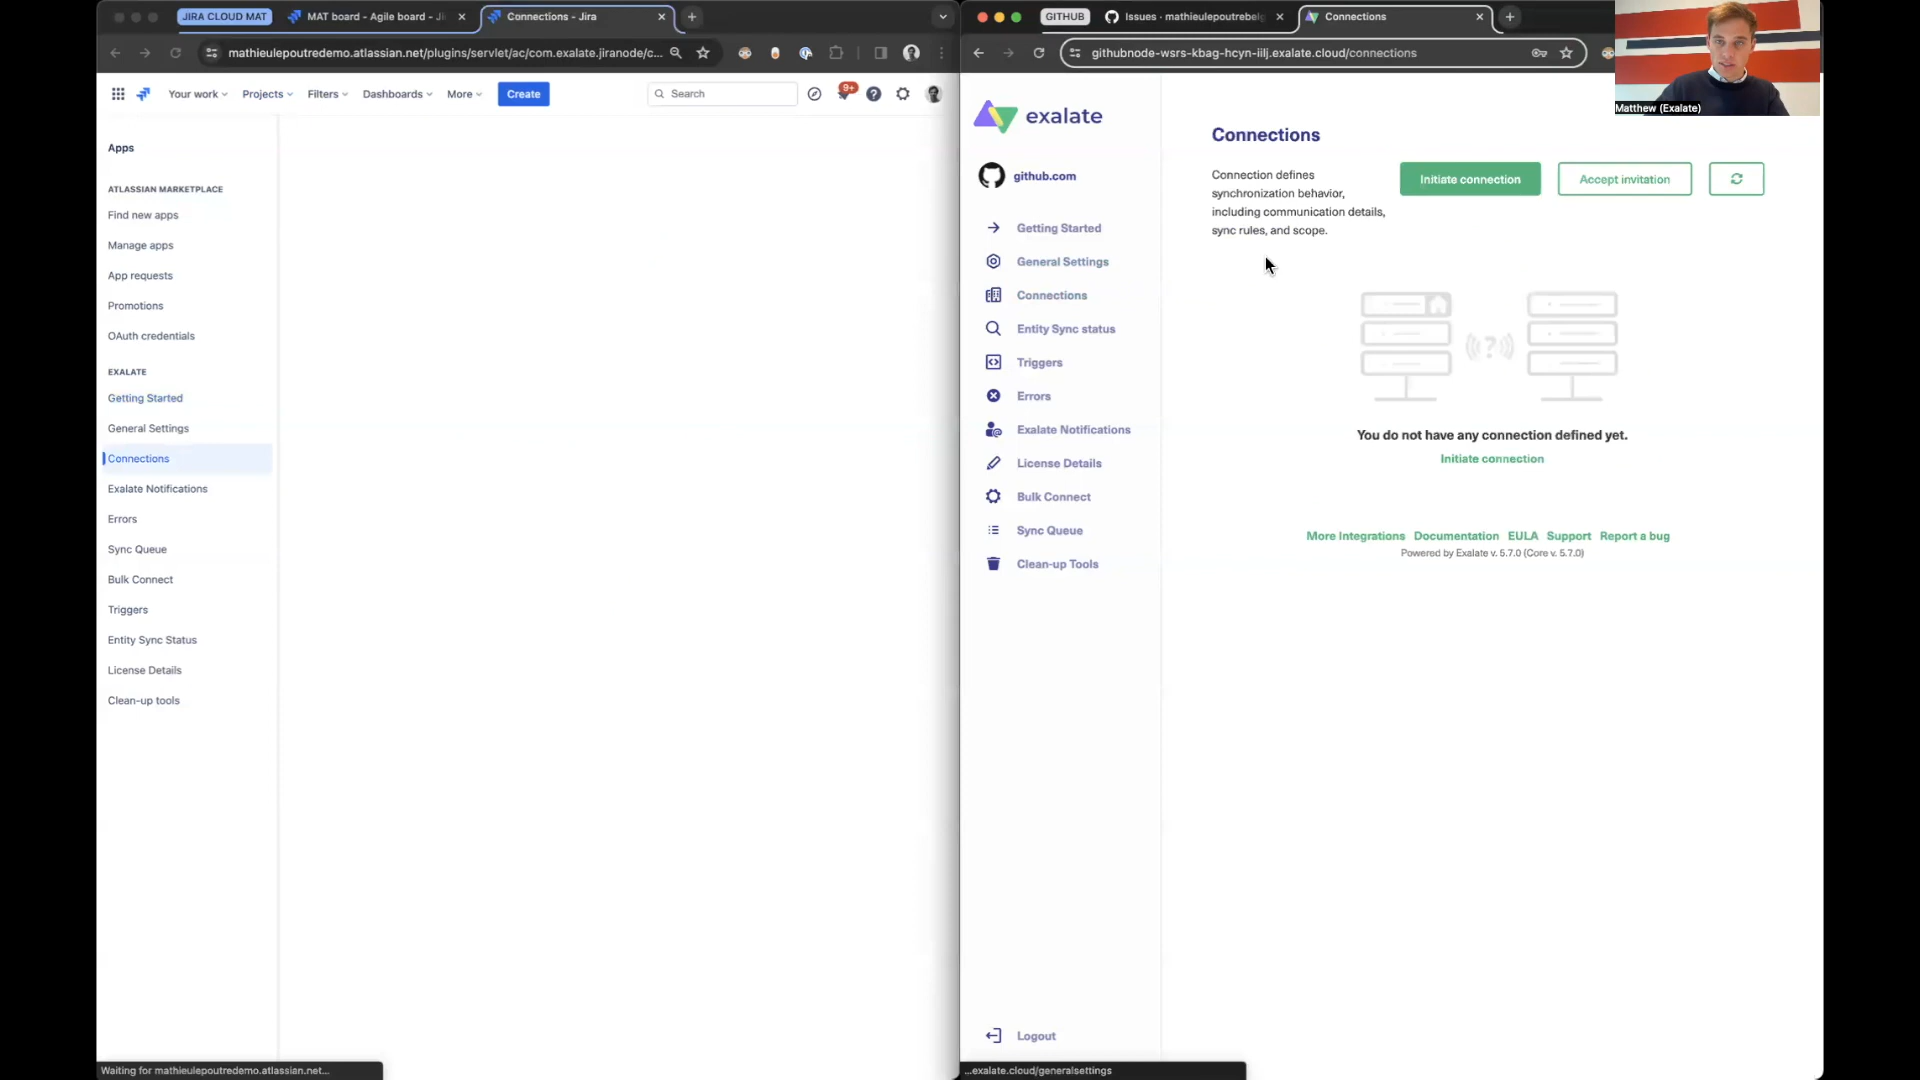 JIRA CLOUD MAT
MAT board - Agile board - Ji
Connections - Jira
mathieulepoutredemo.atlassian.net/plugins/servlet/ac/com.exalate.jiranode/c...
Your work
Projects
Filters
Dashboards
More
Create
Search
9+
Apps
ATLASSIAN MARKETPLACE
Find new apps
Manage apps
App requests
Promotions
OAuth credentials
EXALATE
Getting Started
General Settings
Connections
Exalate Notifications
Errors
Sync Queue
Bulk Connect
Triggers
Entity Sync Status
License Details
Clean-up tools
Waiting for mathieulepoutredemo.atlassian.net...
GITHUB
Issues · mathieulepoutrebelg
Connections
githubnode-wsrs-kbag-hcyn-iilj.exalate.cloud/connections
Matthew (Exalate)
exalate
github.com
Getting Started
General Settings
Connections
Entity Sync status
Triggers
Errors
Exalate Notifications
License Details
Bulk Connect
Sync Queue
Clean-up Tools
Logout
Connections
Connection defines
synchronization behavior,
including communication details,
sync rules, and scope.
Initiate connection
Accept invitation
?
You do not have any connection defined yet.
Initiate connection
More Integrations Documentation EULA Support Report a bug
Powered by Exalate v. 5.7.0 (Core v. 5.7.0)
...exalate.cloud/generalsettings